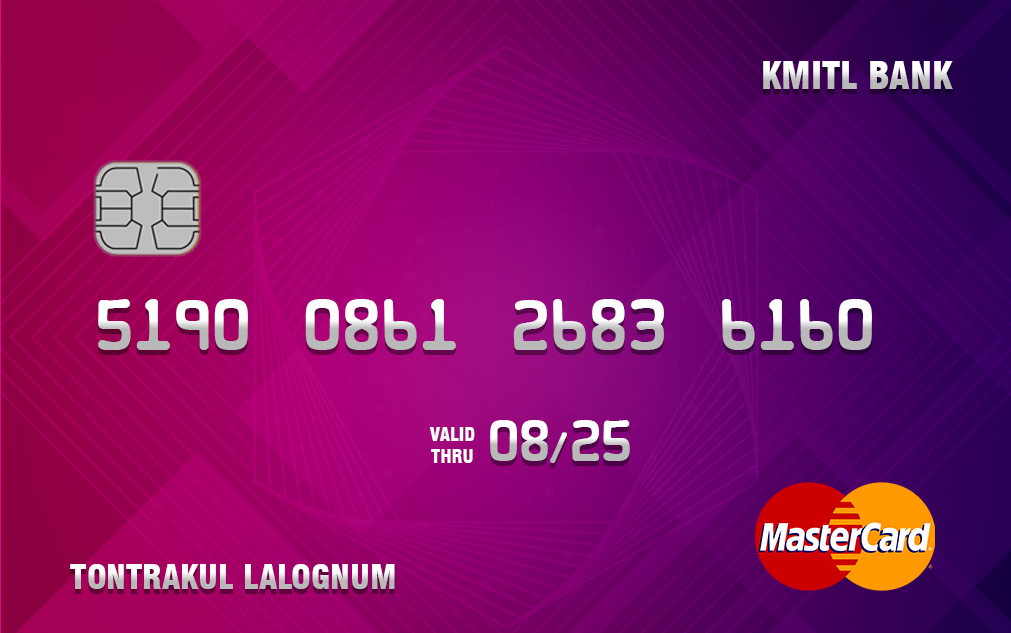 KMITL BANK
5190 0861 2683 6160
VALID THRU 08/25
MasterCard
TONTRAKUL LALOGNUM